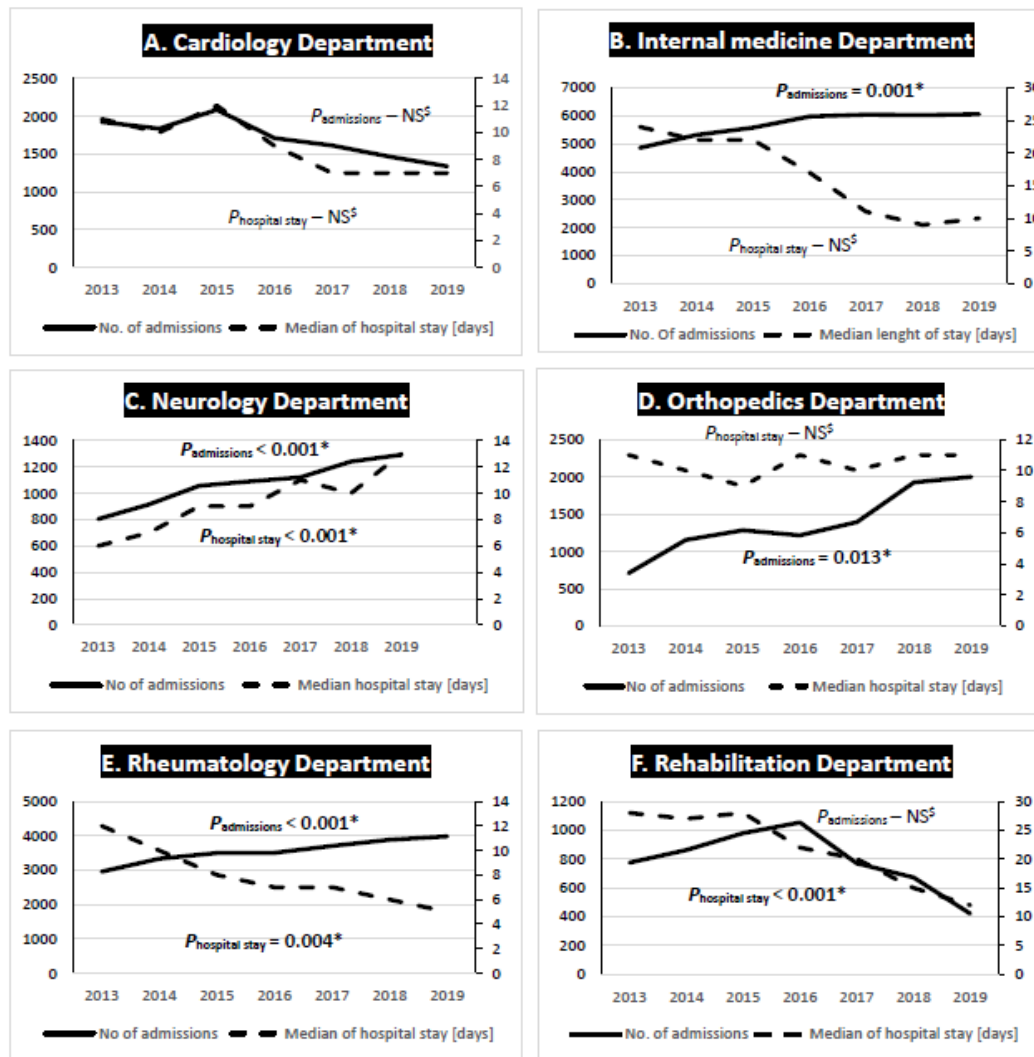 A. Cardiology Department
2500
2000
1500
1000
500
0
14
12
10
8
6
4
2
0
Padmissions – NS$
Phospital stay – NS$
2013 2014 2015 2016 2017 2018 2019
No. of admissions Median of hospital stay [days]
B. Internal medicine Department
7000
6000
5000
4000
3000
2000
1000
0
30
25
20
15
10
5
0
Padmissions = 0.001*
Phospital stay – NS$
2013 2014 2015 2016 2017 2018 2019
No. Of admissions Median lenght of stay [days]
C. Neurology Department
1400
1200
1000
800
600
400
200
0
14
12
10
8
6
4
2
0
Padmissions < 0.001*
Phospital stay < 0.001*
2013 2014 2015 2016 2017 2018 2019
No of admissions Median hospital stay [days]
D. Orthopedics Department
2500
2000
1500
1000
500
0
12
10
8
6
4
2
0
Phospital stay – NS$
Padmissions = 0.013*
2013 2014 2015 2016 2017 2018 2019
No of admissions Median hospital stay [days]
E. Rheumatology Department
5000
4000
3000
2000
1000
0
14
12
10
8
6
4
2
0
Padmissions < 0.001*
Phospital stay = 0.004*
2013 2014 2015 2016 2017 2018 2019
No of admissions Median of hospital stay [days]
F. Rehabilitation Department
1200
1000
800
600
400
200
0
30
25
20
15
10
5
0
Padmissions – NS$
Phospital stay < 0.001*
2013 2014 2015 2016 2017 2018 2019
No of admissions Median of hospital stay [days]